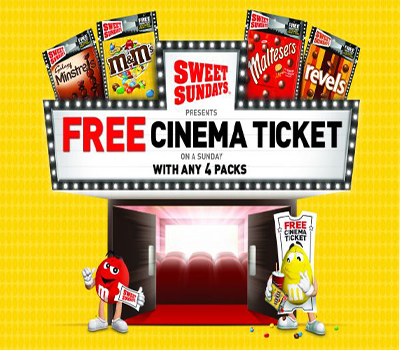 Galaxy
Minstrels
m&m's
Maltesers
revels
SWEET
SUNDAYS
PRESENTS
FREE CINEMA TICKET
ON A SUNDAY
WITH ANY 4 PACKS
FREE
CINEMA
TICKET
SWEET
SUNDAYS
m